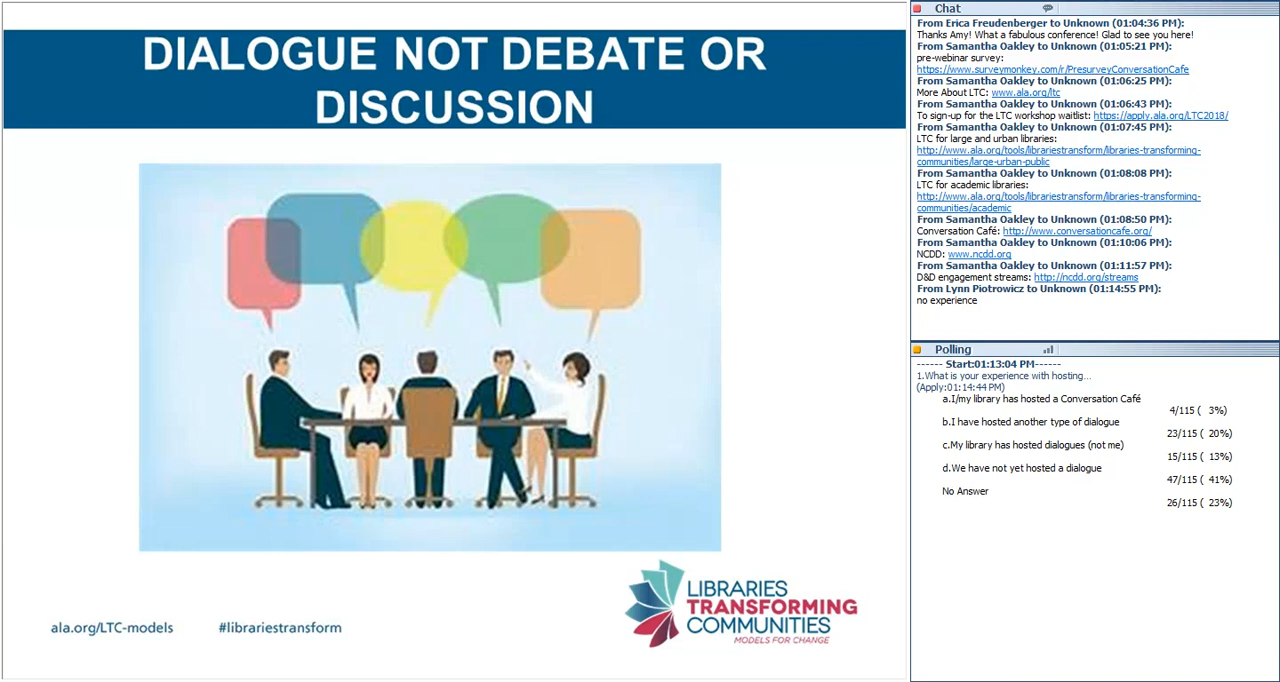 DIALOGUE NOT DEBATE OR
DISCUSSION
ala.org/LTC-models
#librariestransform
LIBRARIES
TRANSFORMING
COMMUNITIES
MODELS FOR CHANGE
Chat
From Erica Freudenberger to Unknown (01:04:36 PM):
Thanks Amy! What a fabulous conference! Glad to see you here!
From Samantha Oakley to Unknown (01:05:21 PM):
pre-webinar survey:
https://www.surveymonkey.com/r/PresurveyConversationCafe
From Samantha Oakley to Unknown (01:06:25 PM):
More About LTC: www.ala.org/ltc
From Samantha Oakley to Unknown (01:06:43 PM):
To sign-up for the LTC workshop waitlist: https://apply.ala.org/LTC2018/
From Samantha Oakley to Unknown (01:07:45 PM):
LTC for large and urban libraries:
http://www.ala.org/tools/librariestransform/libraries-transforming-
communities/large-urban-public
From Samantha Oakley to Unknown (01:08:08 PM):
LTC for academic libraries:
http://www.ala.org/tools/librariestransform/libraries-transforming-
communities/academic
From Samantha Oakley to Unknown (01:08:50 PM):
Conversation Café: http://www.conversationcafe.org/
From Samantha Oakley to Unknown (01:10:06 PM):
NCDD: www.ncdd.org
From Samantha Oakley to Unknown (01:11:57 PM):
D&D engagement streams: http://ncdd.org/streams
From Lynn Piotrowicz to Unknown (01:14:55 PM):
no experience
Polling
------ Start:01:13:04 PM------
1.What is your experience with hosting...
(Apply:01:14:44 PM)
a.I/my library has hosted a Conversation Café
4/115 ( 3%)
b.I have hosted another type of dialogue
23/115 ( 20%)
c.My library has hosted dialogues (not me)
15/115 ( 13%)
d.We have not yet hosted a dialogue
47/115 ( 41%)
No Answer
26/115 ( 23%)